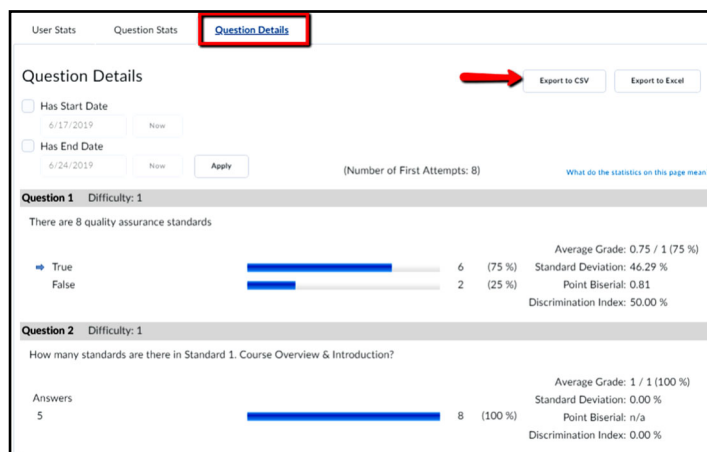 User Stats Question Stats Question Details
Question Details
Export to CSV Export to Excel
Has Start Date
6/17/2019 Now
Has End Date
6/24/2019 Now Apply (Number of First Attempts: 8) What do the statistics on this page mean
Question 1 Difficulty: 1
There are 8 quality assurance standards
Average Grade: 0.75 / 1 (75 %)
True 6 (75 %) Standard Deviation: 46.29 %
False 2 (25 %) Point Biserial: 0.81
Discrimination Index: 50.00 %
Question 2 Difficulty: 1
How many standards are there in Standard 1. Course Overview & Introduction?
Average Grade: 1 / 1 (100 %)
Answers Standard Deviation: 0.00 %
5 8 (100 %) Point Biserial: n/a
Discrimination Index: 0.00 %